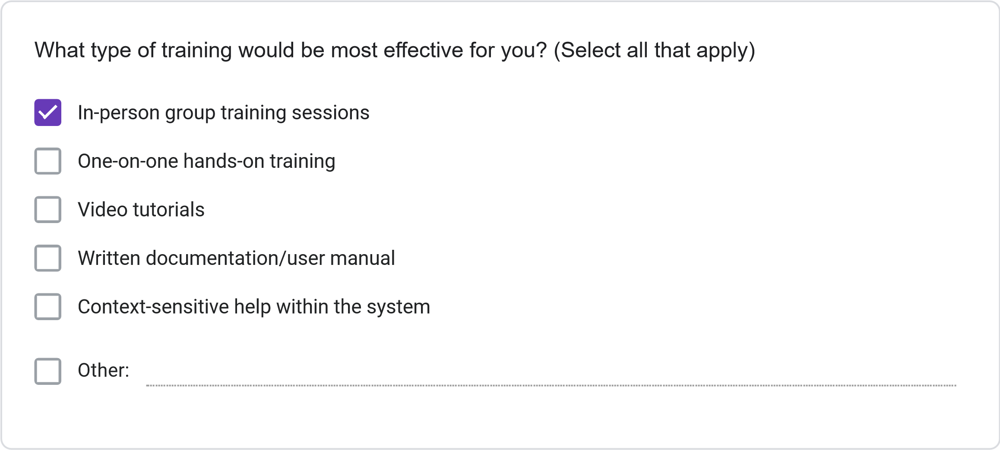 What type of training would be most effective for you? (Select all that apply)
In-person group training sessions
One-on-one hands-on training
Video tutorials
Written documentation/user manual
Context-sensitive help within the system
Other: